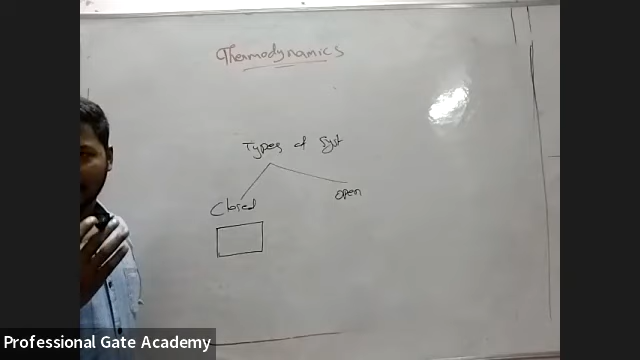 Thermodynamics
Types of Syst
Closed
open
Professional Gate Academy